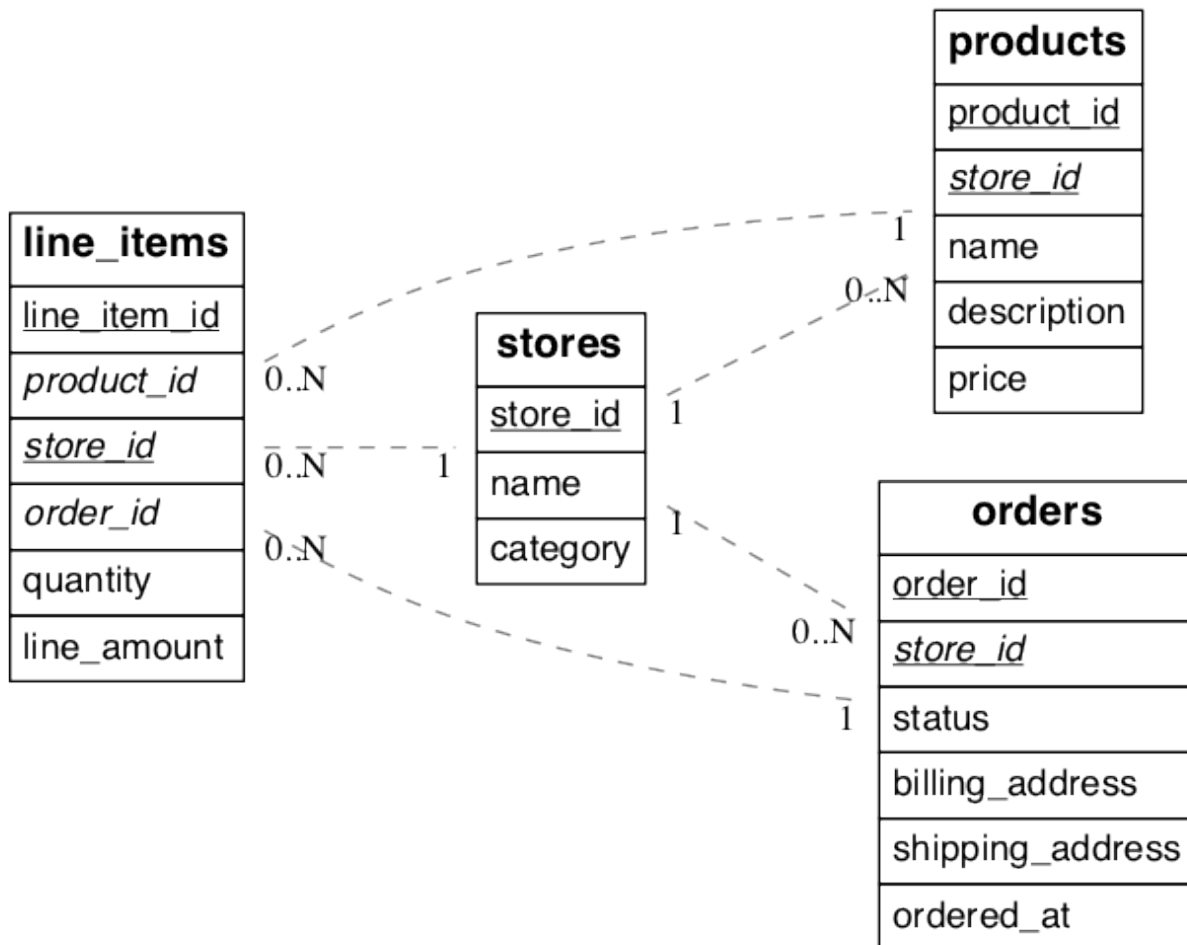 products
product_id
store_id
name
description
price
line_items
line_item_id
product_id
store_id
order_id
quantity
line_amount
stores
store_id
name
category
orders
order_id
store_id
status
billing_address
shipping_address
ordered_at
1
0..N
0..N
1
0..N
1
0..N
1
0..N
1